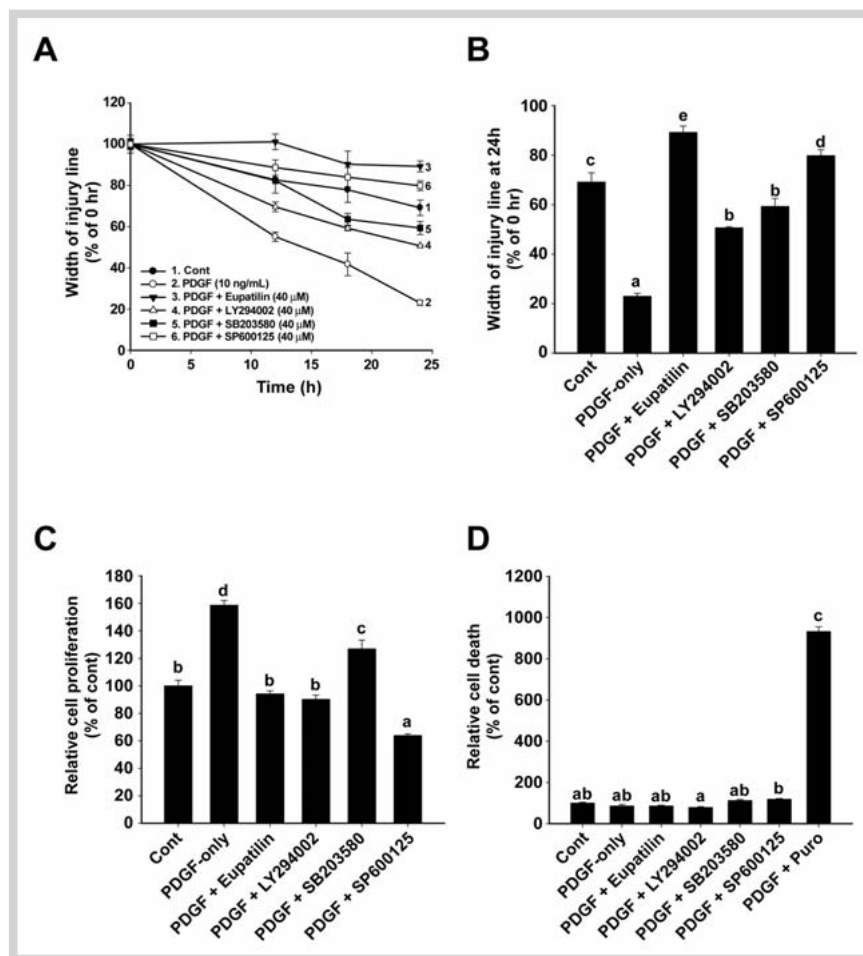 A
Width of injury line
(% of 0 hr)
120
100
80
60
40
20
0
1. Cont
2. PDGF (10 ng/mL)
3. PDGF + Eupatilin (40 μM)
4. PDGF + LY294002 (40 μM)
5. PDGF + SB203580 (40 μM)
6. PDGF + SP600125 (40 μM)
3
6
1
5
4
2
0 5 10 15 20 25
Time (h)
B
Width of injury line at 24h
(% of 0 hr)
100
80
60
40
20
0
c
a
e
b
b
d
Cont
PDGF-only
PDGF + Eupatilin
PDGF + LY294002
PDGF + SB203580
PDGF + SP600125
C
Relative cell proliferation
(% of cont)
180
160
140
120
100
80
60
40
20
0
b
d
b
b
c
a
Cont
PDGF-only
PDGF + Eupatilin
PDGF + LY294002
PDGF + SB203580
PDGF + SP600125
D
Relative cell death
(% of cont)
1200
1000
800
600
400
200
0
ab
ab
ab
a
ab
b
c
Cont
PDGF-only
PDGF + Eupatilin
PDGF + LY294002
PDGF + SB203580
PDGF + SP600125
PDGF + Puro